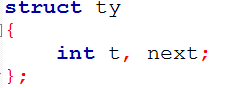 struct ty
{
int t, next;
};